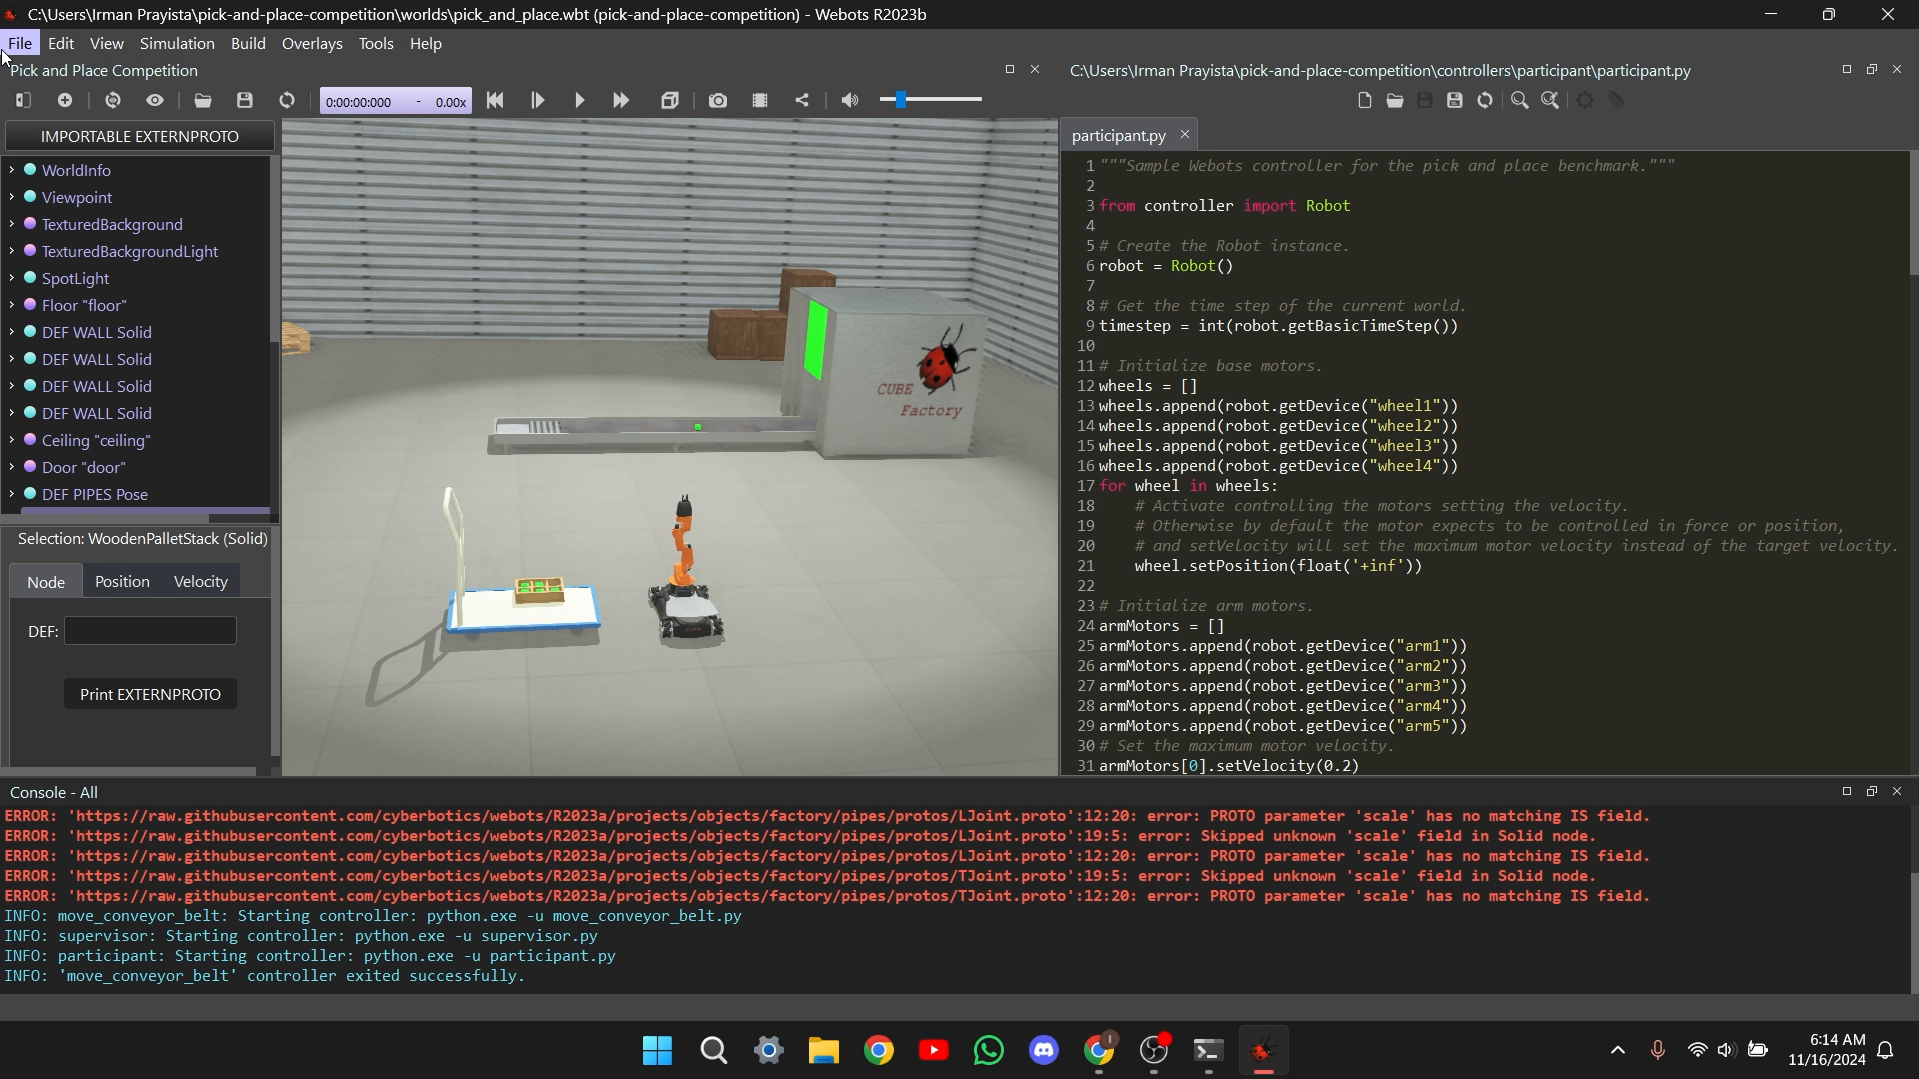 C:\Users\Irman Prayista\pick-and-place-competition\worlds\pick_and_place.wbt (pick-and-place-competition) - Webots R2023b
File Edit View Simulation Build Overlays Tools Help
Pick and Place Competition
0:00:00:000 - 0.00x
IMPORTABLE EXTERNPROTO
WorldInfo
Viewpoint
TexturedBackground
TexturedBackgroundLight
SpotLight
Floor "floor"
DEF WALL Solid
DEF WALL Solid
DEF WALL Solid
DEF WALL Solid
Ceiling "ceiling"
Door "door"
DEF PIPES Pose
Selection: WoodenPalletStack (Solid)
Node Position Velocity
DEF:
Print EXTERNPROTO
CUBE
Factory
C:\Users\Irman Prayista\pick-and-place-competition\controllers\participant\participant.py
participant.py
1 """Sample Webots controller for the pick and place benchmark."""
2
3 from controller import Robot
4
5 # Create the Robot instance.
6 robot = Robot()
7
8 # Get the time step of the current world.
9 timestep = int(robot.getBasicTimeStep())
10
11 # Initialize base motors.
12 wheels = []
13 wheels.append(robot.getDevice("wheel1"))
14 wheels.append(robot.getDevice("wheel2"))
15 wheels.append(robot.getDevice("wheel3"))
16 wheels.append(robot.getDevice("wheel4"))
17 for wheel in wheels:
18     # Activate controlling the motors setting the velocity.
19     # Otherwise by default the motor expects to be controlled in force or position,
20     # and setVelocity will set the maximum motor velocity instead of the target velocity.
21     wheel.setPosition(float('+inf'))
22
23 # Initialize arm motors.
24 armMotors = []
25 armMotors.append(robot.getDevice("arm1"))
26 armMotors.append(robot.getDevice("arm2"))
27 armMotors.append(robot.getDevice("arm3"))
28 armMotors.append(robot.getDevice("arm4"))
29 armMotors.append(robot.getDevice("arm5"))
30 # Set the maximum motor velocity.
31 armMotors[0].setVelocity(0.2)
Console - All
ERROR: 'https://raw.githubusercontent.com/cyberbotics/webots/R2023a/projects/objects/factory/pipes/protos/LJoint.proto':12:20: error: PROTO parameter 'scale' has no matching IS field.
ERROR: 'https://raw.githubusercontent.com/cyberbotics/webots/R2023a/projects/objects/factory/pipes/protos/LJoint.proto':19:5: error: Skipped unknown 'scale' field in Solid node.
ERROR: 'https://raw.githubusercontent.com/cyberbotics/webots/R2023a/projects/objects/factory/pipes/protos/LJoint.proto':12:20: error: PROTO parameter 'scale' has no matching IS field.
ERROR: 'https://raw.githubusercontent.com/cyberbotics/webots/R2023a/projects/objects/factory/pipes/protos/TJoint.proto':19:5: error: Skipped unknown 'scale' field in Solid node.
ERROR: 'https://raw.githubusercontent.com/cyberbotics/webots/R2023a/projects/objects/factory/pipes/protos/TJoint.proto':12:20: error: PROTO parameter 'scale' has no matching IS field.
INFO: move_conveyor_belt: Starting controller: python.exe -u move_conveyor_belt.py
INFO: supervisor: Starting controller: python.exe -u supervisor.py
INFO: participant: Starting controller: python.exe -u participant.py
INFO: 'move_conveyor_belt' controller exited successfully.
6:14 AM
11/16/2024